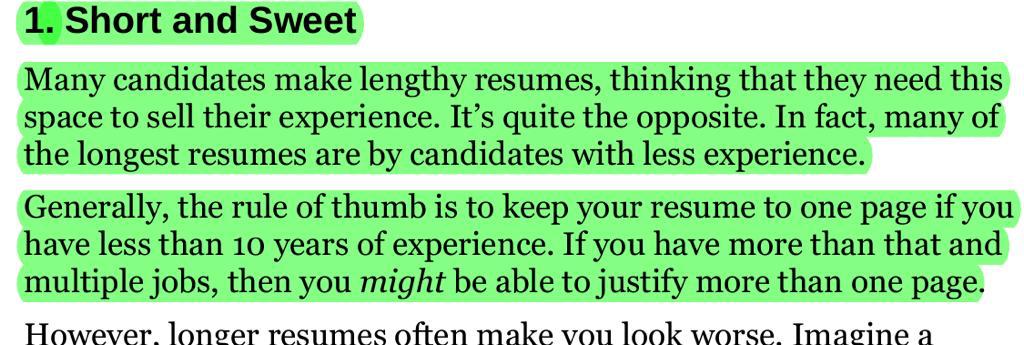 1. Short and Sweet
Many candidates make lengthy resumes, thinking that they need this
space to sell their experience. It’s quite the opposite. In fact, many of
the longest resumes are by candidates with less experience.
Generally, the rule of thumb is to keep your resume to one page if you
have less than 10 years of experience. If you have more than that and
multiple jobs, then you might be able to justify more than one page.
However, longer resumes often make you look worse. Imagine a